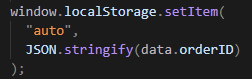 window.localStorage.setItem(
  "auto",
  JSON.stringify(data.orderID)
);